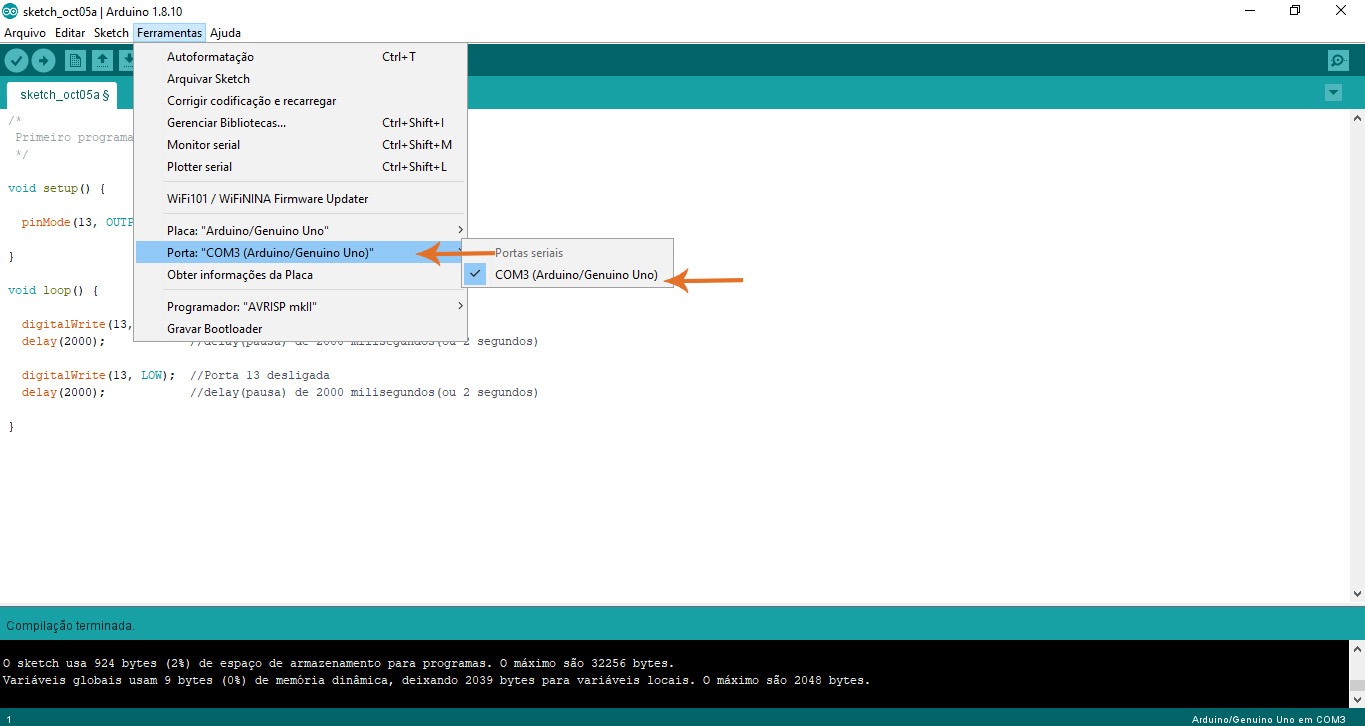 sketch_oct05a | Arduino 1.8.10
Arquivo Editar Sketch Ferramentas Ajuda
sketch_oct05a §
Autoformatação Ctrl+T
Arquivar Sketch
Corrigir codificação e recarregar
Gerenciar Bibliotecas... Ctrl+Shift+I
Monitor serial Ctrl+Shift+M
Plotter serial Ctrl+Shift+L
WiFi101 / WiFiNINA Firmware Updater
Placa: "Arduino/Genuino Uno"
Porta: "COM3 (Arduino/Genuino Uno)"
Obter informações da Placa
Programador: "AVRISP mkII"
Gravar Bootloader
Portas seriais
COM3 (Arduino/Genuino Uno)
/*
Primeiro programa
*/
void setup() {
pinMode(13, OUTP
}
void loop() {
digitalWrite(13,
delay(2000); //delay(pausa) de 2000 milisegundos(ou 2 segundos)
digitalWrite(13, LOW); //Porta 13 desligada
delay(2000); //delay(pausa) de 2000 milisegundos(ou 2 segundos)
}
Compilação terminada.
O sketch usa 924 bytes (2%) de espaço de armazenamento para programas. O máximo são 32256 bytes.
Variáveis globais usam 9 bytes (0%) de memória dinâmica, deixando 2039 bytes para variáveis locais. O máximo são 2048 bytes.
1 Arduino/Genuino Uno em COM3